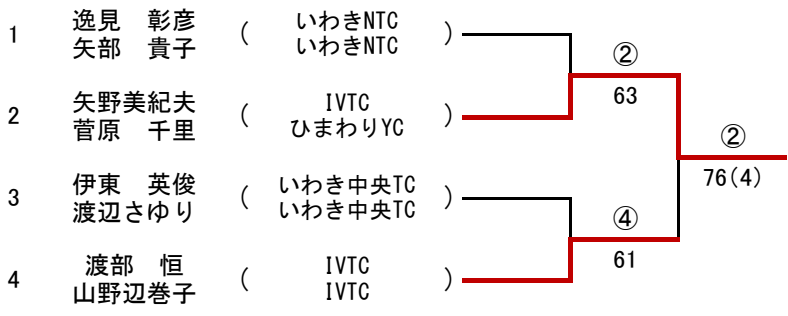 1 逸見　彰彦 ( いわきNTC )
矢部　貴子 いわきNTC
②
63
2 矢野美紀夫 ( IVTC )
菅原　千里 ひまわりYC
②
76(4)
3 伊東　英俊 ( いわき中央TC )
渡辺さゆり いわき中央TC
④
61
4 渡部　恒 ( IVTC )
山野辺巻子 IVTC